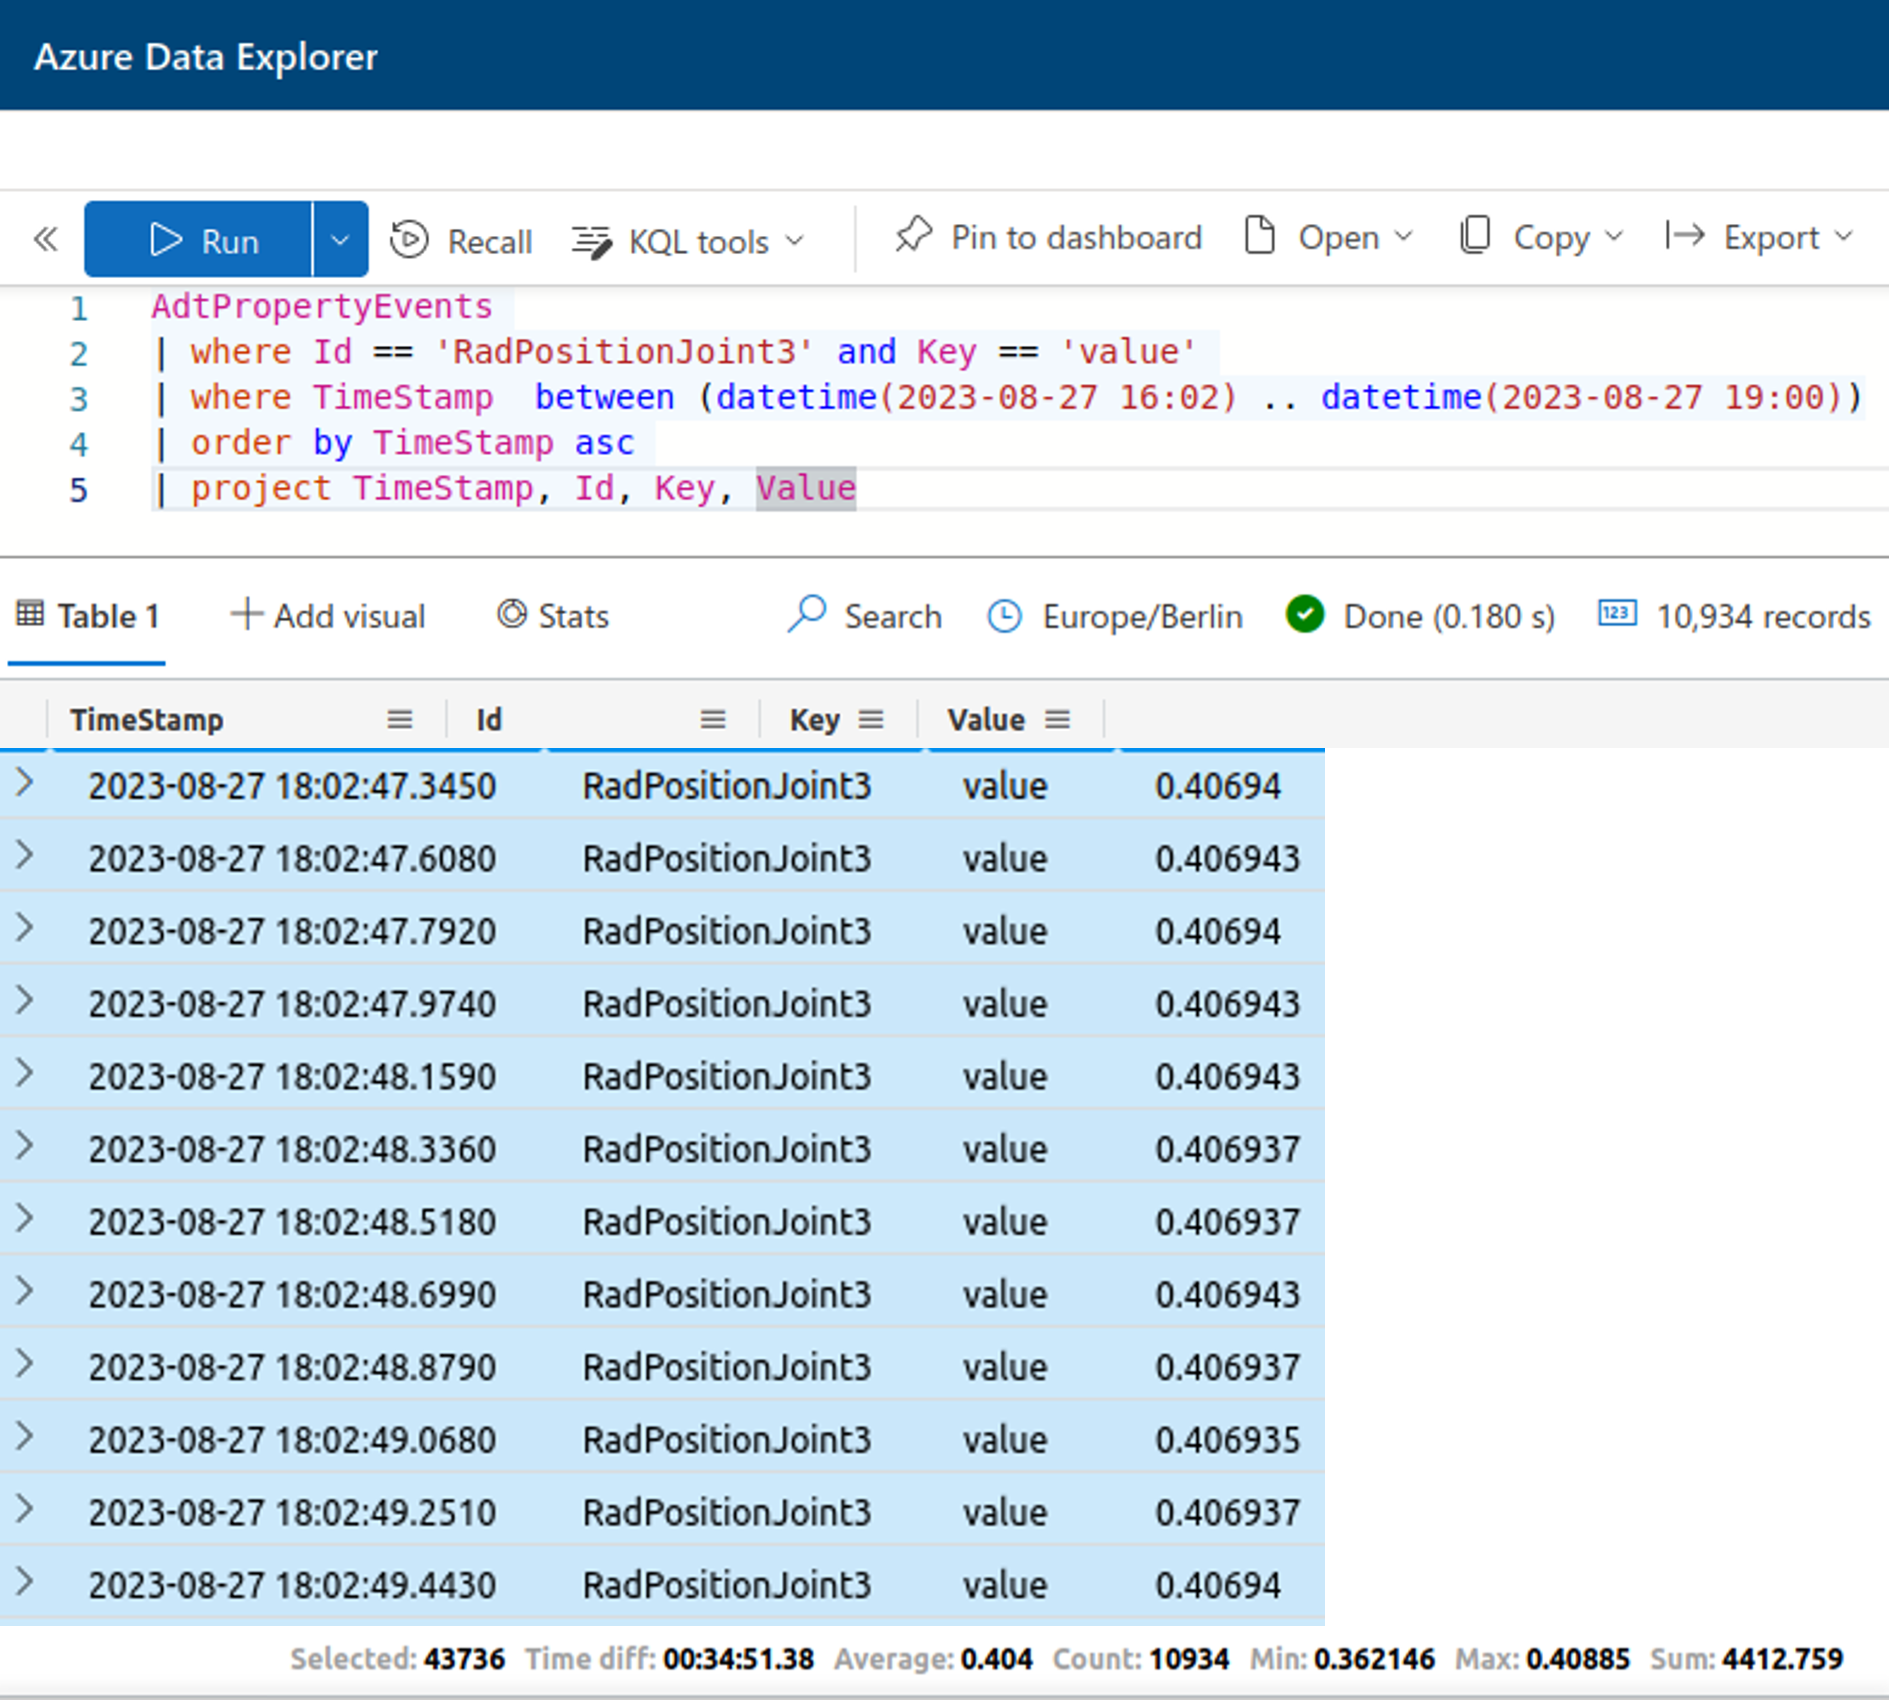 Azure Data Explorer
Run Recall KQL tools Pin to dashboard Open Copy Export
1 AdtPropertyEvents
2 | where Id == 'RadPositionJoint3' and Key == 'value'
3 | where TimeStamp between (datetime(2023-08-27 16:02) .. datetime(2023-08-27 19:00))
4 | order by TimeStamp asc
5 | project TimeStamp, Id, Key, Value
Table 1 Add visual Stats Search Europe/Berlin Done (0.180 s) 123 10,934 records
TimeStamp Id Key Value
2023-08-27 18:02:47.3450 RadPositionJoint3 value 0.40694
2023-08-27 18:02:47.6080 RadPositionJoint3 value 0.406943
2023-08-27 18:02:47.7920 RadPositionJoint3 value 0.40694
2023-08-27 18:02:47.9740 RadPositionJoint3 value 0.406943
2023-08-27 18:02:48.1590 RadPositionJoint3 value 0.406943
2023-08-27 18:02:48.3360 RadPositionJoint3 value 0.406937
2023-08-27 18:02:48.5180 RadPositionJoint3 value 0.406937
2023-08-27 18:02:48.6990 RadPositionJoint3 value 0.406943
2023-08-27 18:02:48.8790 RadPositionJoint3 value 0.406937
2023-08-27 18:02:49.0680 RadPositionJoint3 value 0.406935
2023-08-27 18:02:49.2510 RadPositionJoint3 value 0.406937
2023-08-27 18:02:49.4430 RadPositionJoint3 value 0.40694
Selected: 43736 Time diff: 00:34:51.38 Average: 0.404 Count: 10934 Min: 0.362146 Max: 0.40885 Sum: 4412.759